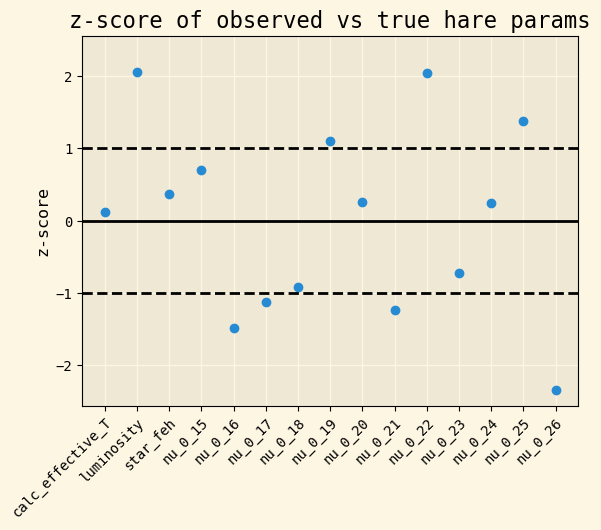 z-score of observed vs true hare params
z-score
2
1
0
−1
−2
calc_effective_T
luminosity
star_feh
nu_0_15
nu_0_16
nu_0_17
nu_0_18
nu_0_19
nu_0_20
nu_0_21
nu_0_22
nu_0_23
nu_0_24
nu_0_25
nu_0_26